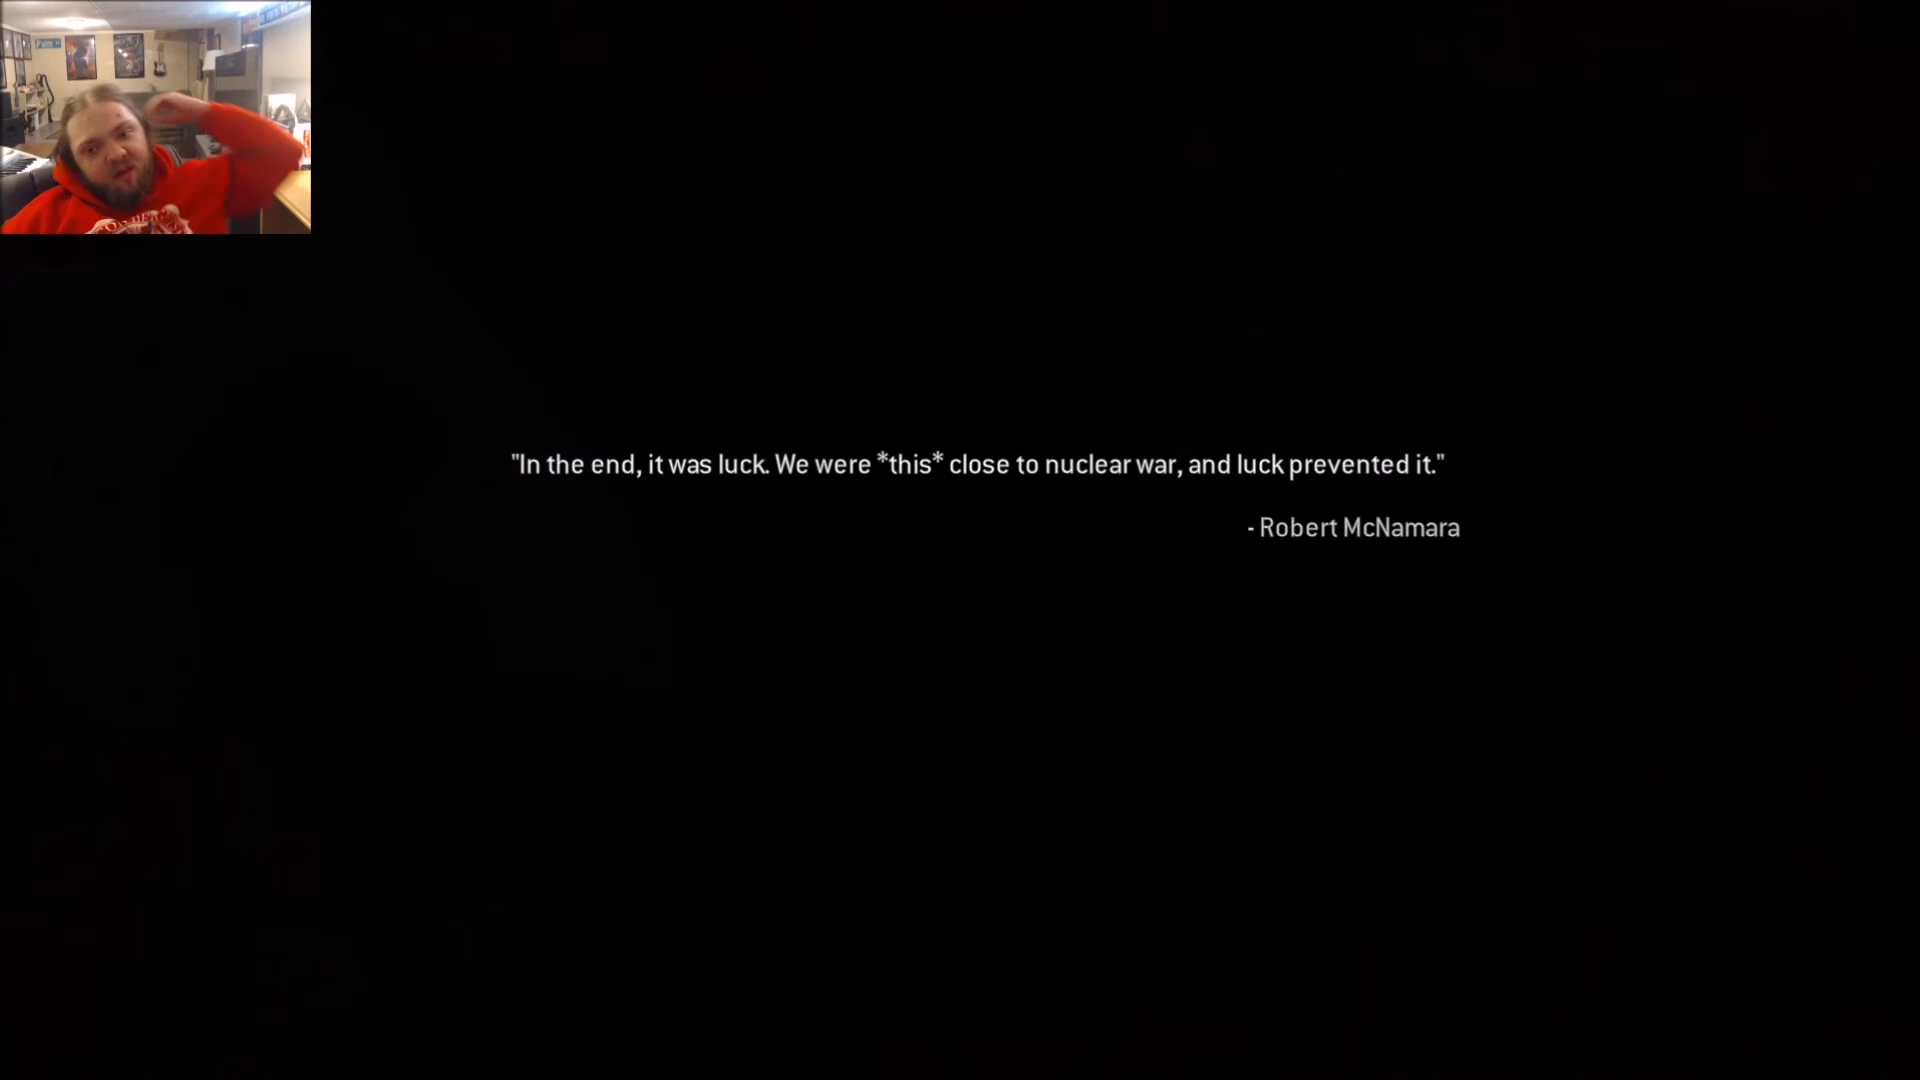 Palm
"In the end, it was luck. We were *this* close to nuclear war, and luck prevented it."
- Robert McNamara